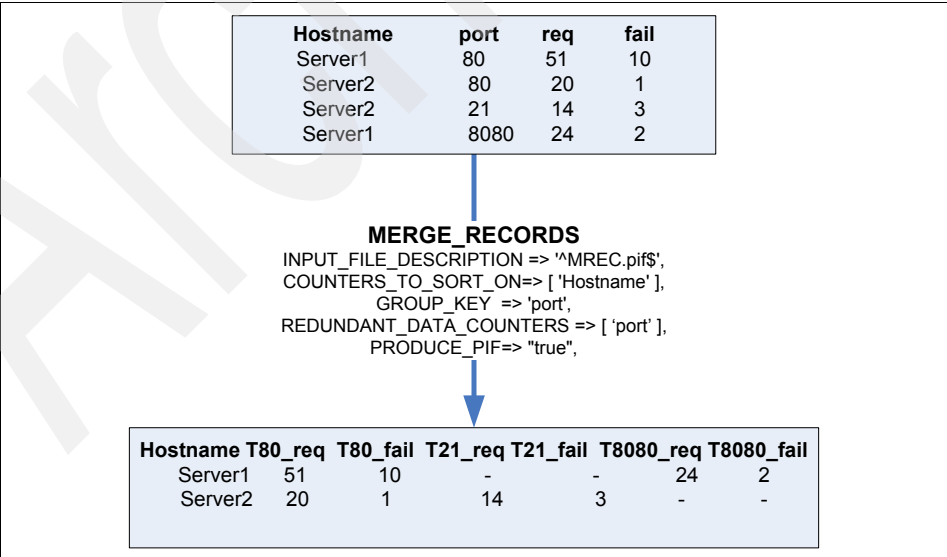 Hostname port req fail
Server1 80 51 10
Server2 80 20 1
Server2 21 14 3
Server1 8080 24 2
MERGE_RECORDS
INPUT_FILE_DESCRIPTION => '^MREC.pif$',
COUNTERS_TO_SORT_ON=> [ 'Hostname' ],
GROUP_KEY => 'port',
REDUNDANT_DATA_COUNTERS => [ ‘port’ ],
PRODUCE_PIF=> "true",
Hostname T80_req T80_fail T21_req T21_fail T8080_req T8080_fail
Server1 51 10 - - 24 2
Server2 20 1 14 3 - -